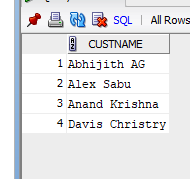 SQL | All Rows
CUSTNAME
1 Abhijith AG
2 Alex Sabu
3 Anand Krishna
4 Davis Christry